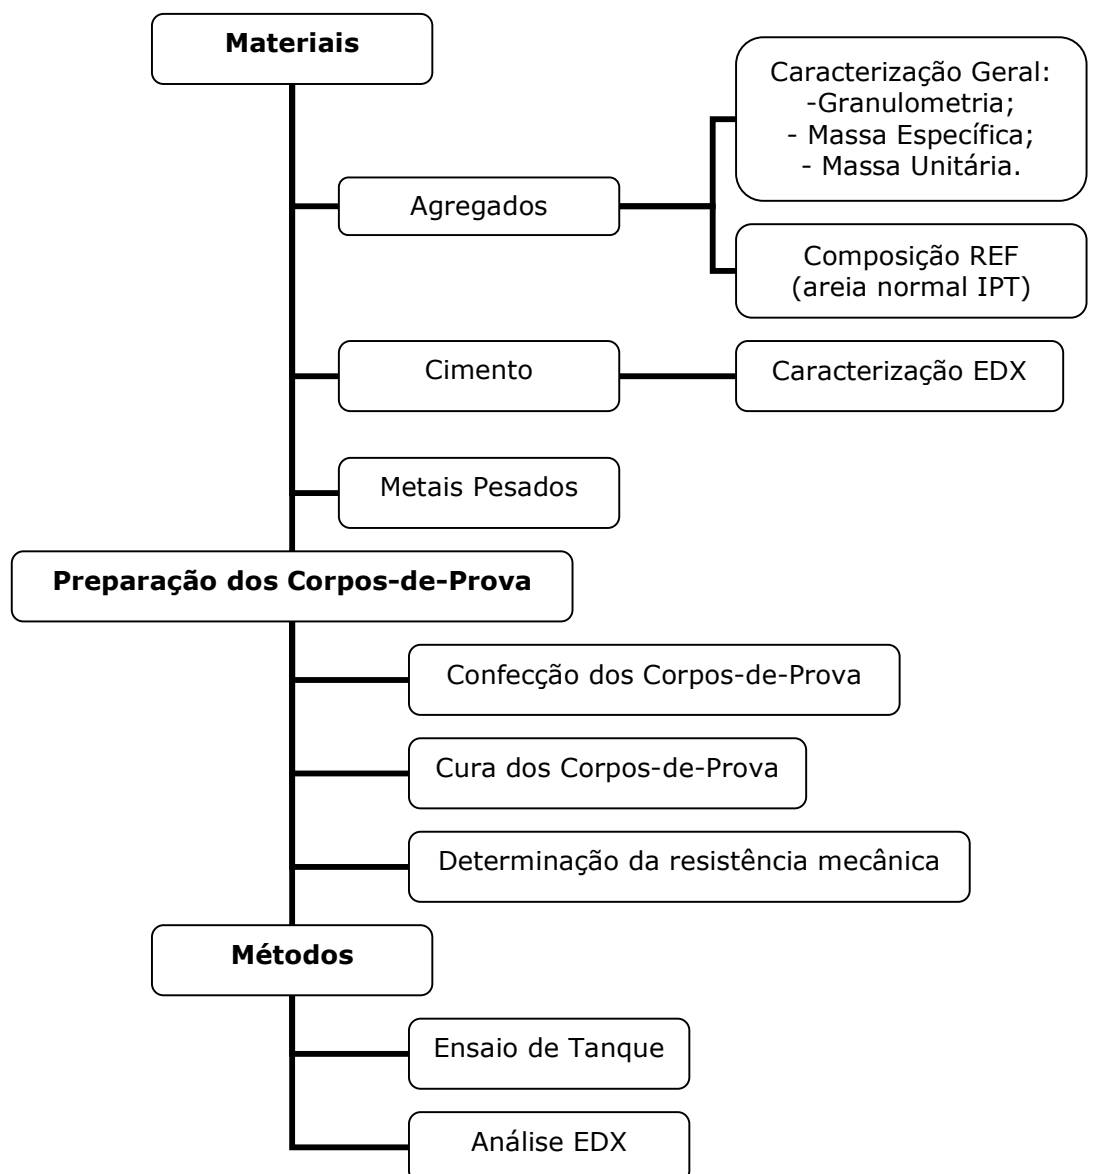 Materiais
Caracterização Geral:
-Granulometria;
- Massa Específica;
- Massa Unitária.
Agregados
Composição REF
(areia normal IPT)
Cimento
Caracterização EDX
Metais Pesados
Preparação dos Corpos-de-Prova
Confecção dos Corpos-de-Prova
Cura dos Corpos-de-Prova
Determinação da resistência mecânica
Métodos
Ensaio de Tanque
Análise EDX